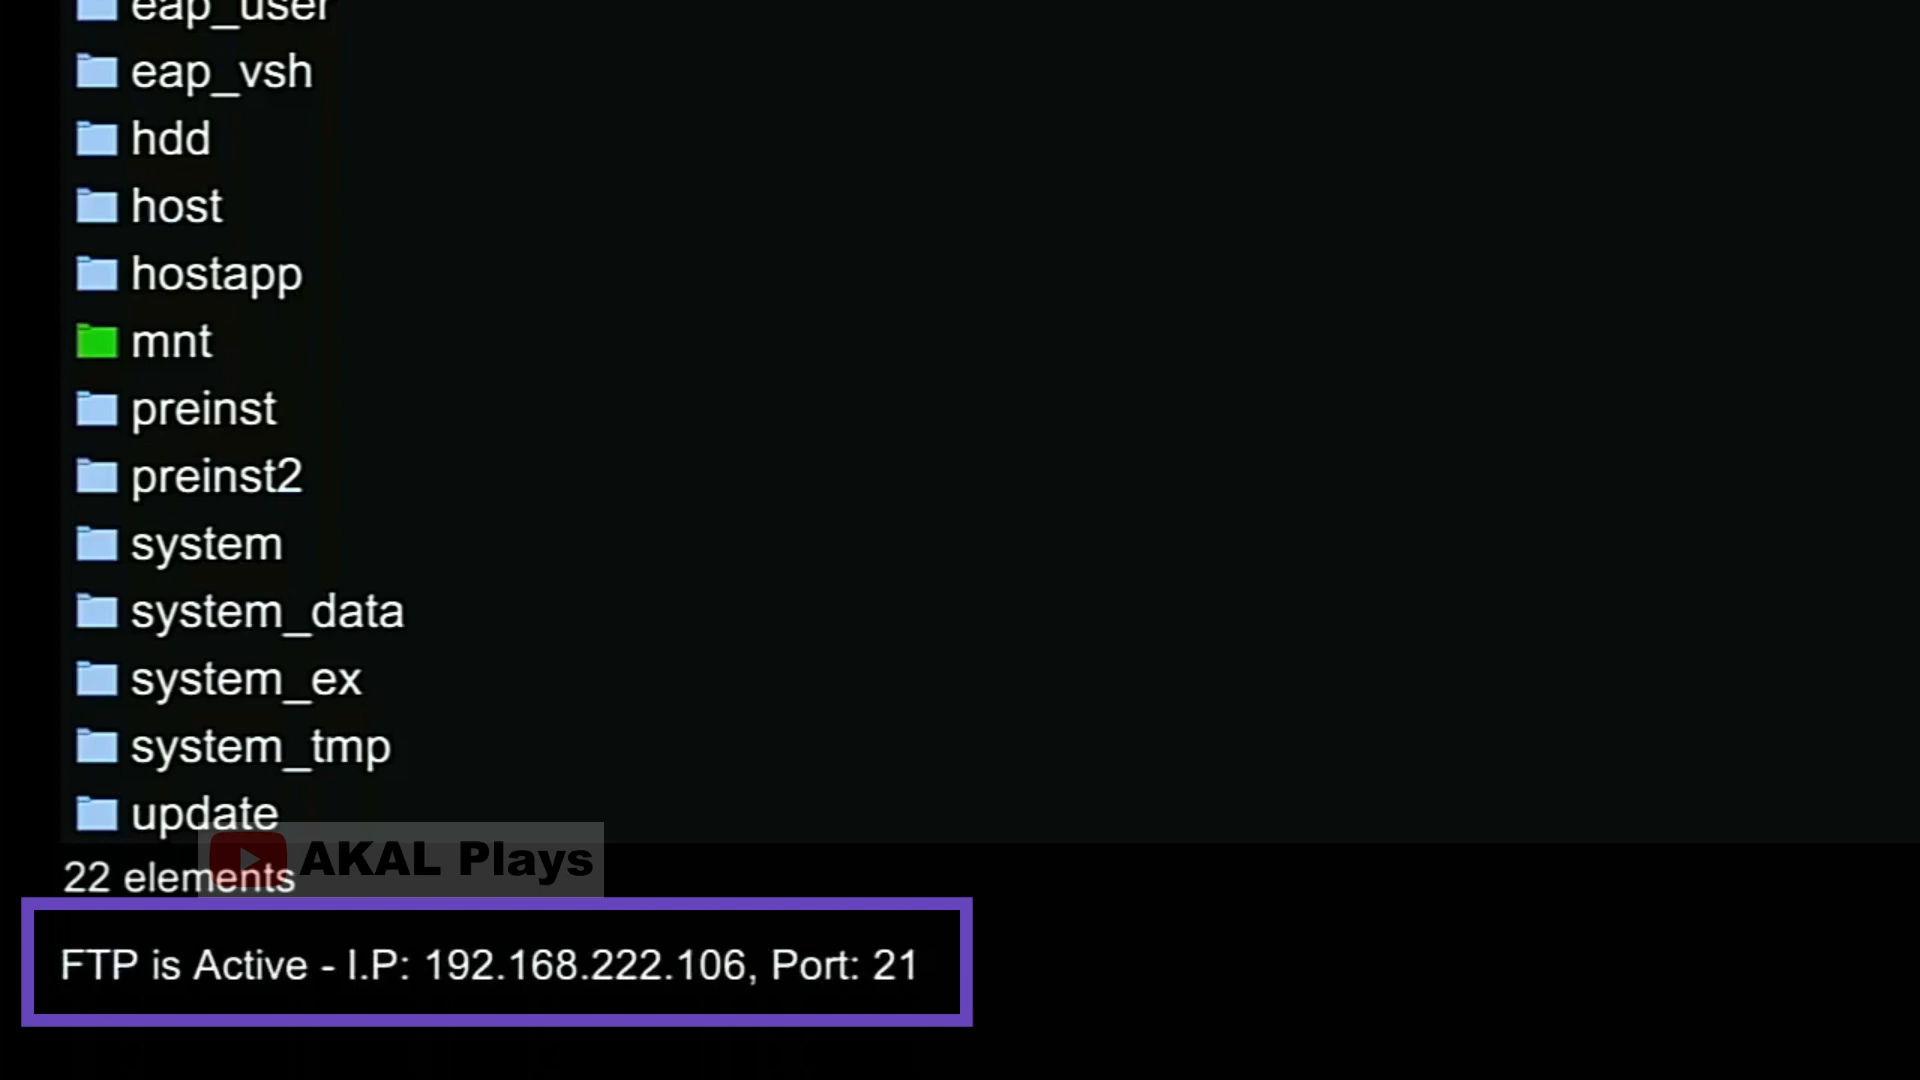 eap_user
eap_vsh
hdd
host
hostapp
mnt
preinst
preinst2
system
system_data
system_ex
system_tmp
update
AKAL Plays
22 elements
FTP is Active - I.P: 192.168.222.106, Port: 21